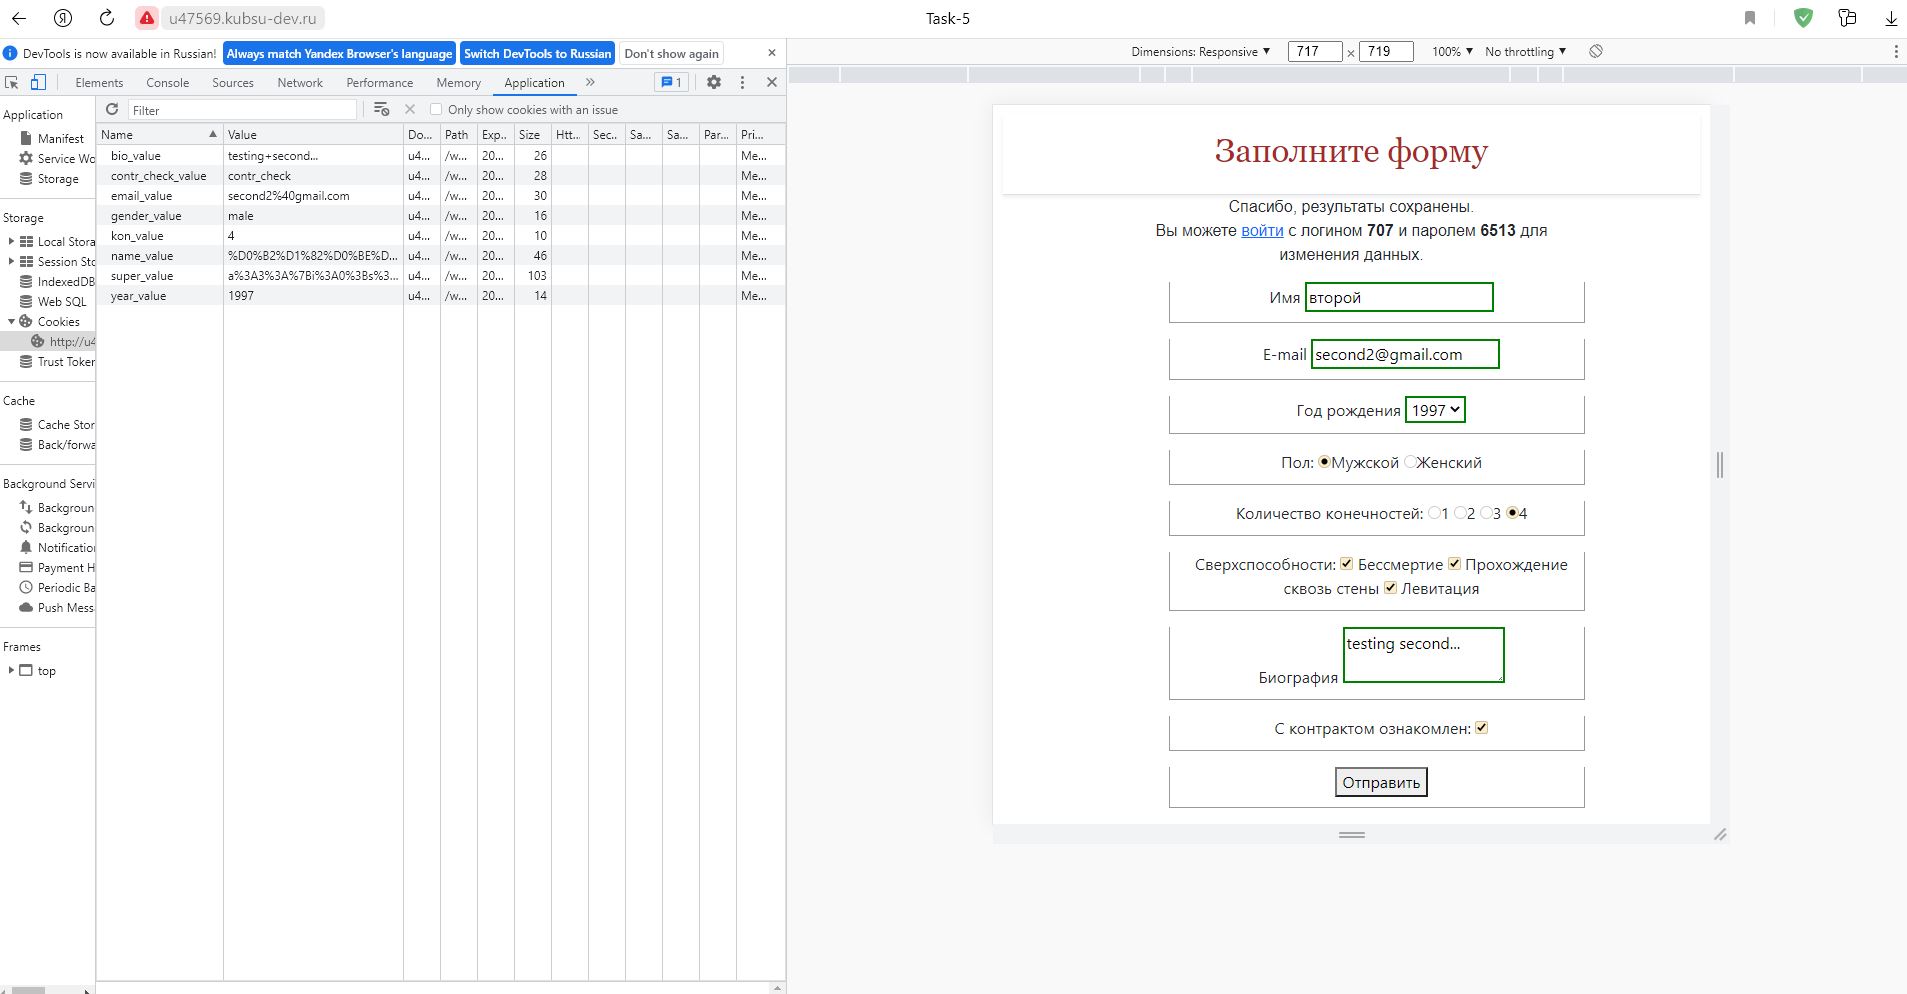 u47569.kubsu-dev.ru
Task-5
DevTools is now available in Russian! Always match Yandex Browser's language Switch DevTools to Russian Don't show again
Dimensions: Responsive 717 × 719 100% No throttling
Elements Console Sources Network Performance Memory Application » 1
Filter
Only show cookies with an issue
Application
Manifest
Service Wo
Storage
Storage
Local Stora
Session Sto
IndexedDB
Web SQL
Cookies
http://u4
Trust Token
Cache
Cache Stor
Back/forwa
Background Servi
Backgroun
Backgroun
Notification
Payment H
Periodic Ba
Push Mess
Frames
top
Name Value Do... Path Exp.. Size Htt... Sec.. Sa... Sa... Par... Pri...
bio_value testing+second... u4... /w... 20... 26 Me...
contr_check_value contr_check u4... /w... 20... 28 Me...
email_value second2%40gmail.com u4... /w... 20... 30 Me...
gender_value male u4... /w... 20... 16 Me...
kon_value 4 u4... /w... 20... 10 Me...
name_value %D0%B2%D1%82%D0%BE%D... u4... /w... 20... 46 Me...
super_value a%3A3%3A%7Bi%3A0%3Bs%3... u4... /w... 20... 103 Me...
year_value 1997 u4... /w... 20... 14 Me...
Заполните форму
Спасибо, результаты сохранены.
Вы можете войти с логином 707 и паролем 6513 для
изменения данных.
Имя второй
E-mail second2@gmail.com
Год рождения 1997
Пол: Мужской Женский
Количество конечностей: 1 2 3 4
Сверхспособности: Бессмертие Прохождение
сквозь стены Левитация
testing second...
Биография
С контрактом ознакомлен:
Отправить